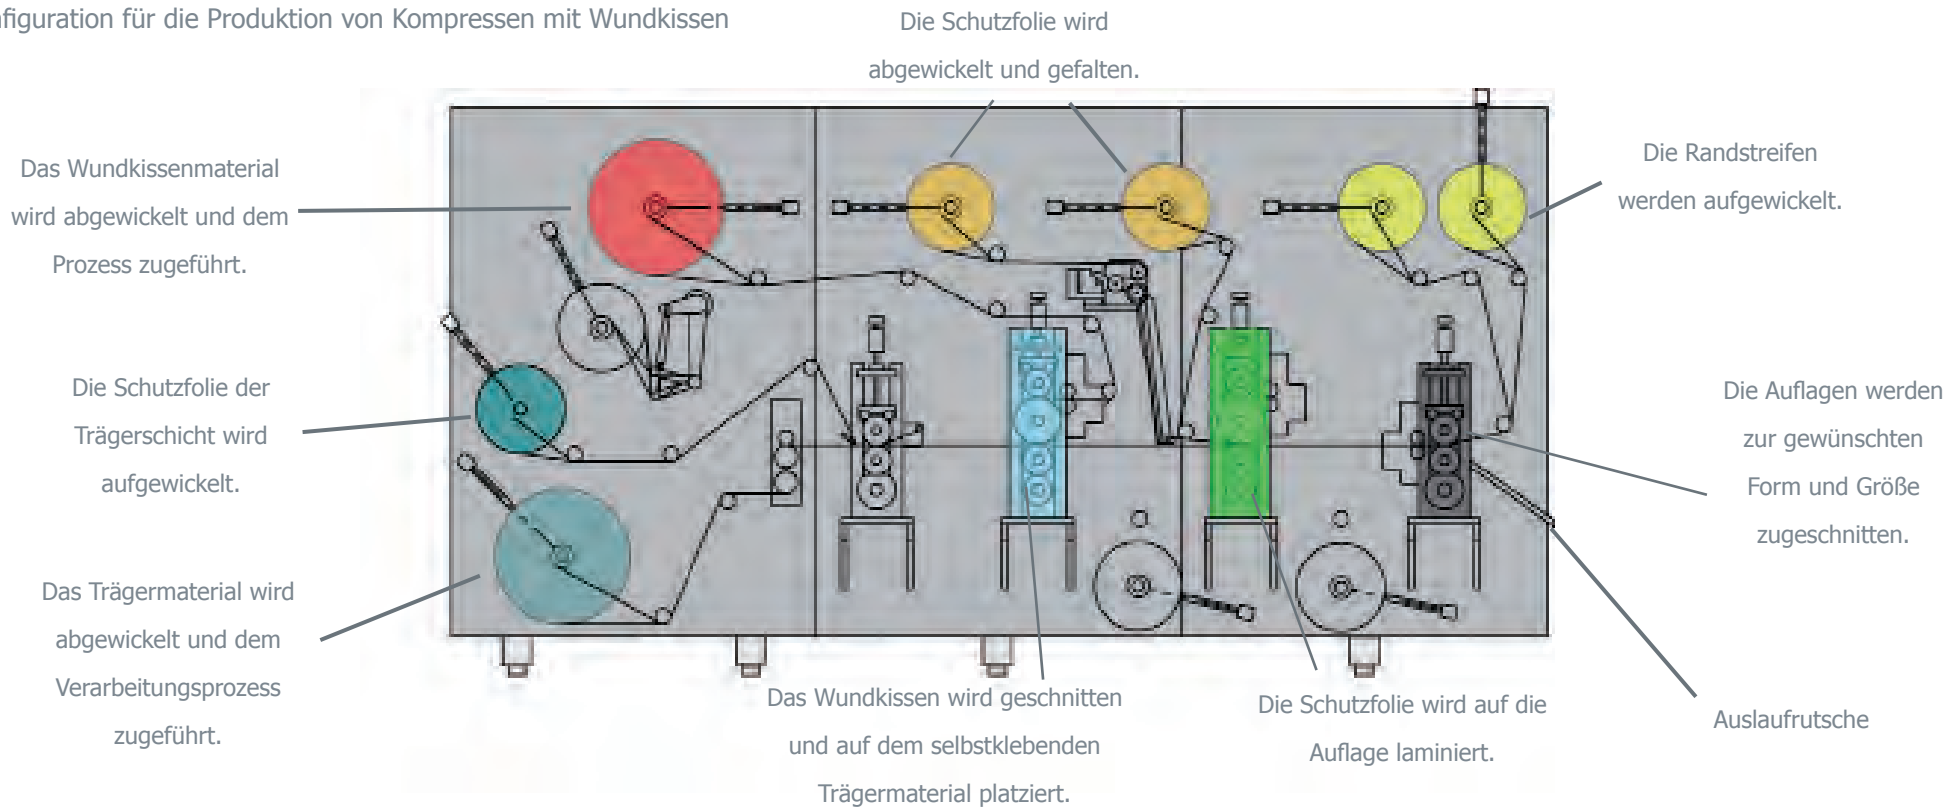 nfiguration für die Produktion von Kompressen mit Wundkissen
Die Schutzfolie wird
abgewickelt und gefalten.
Das Wundkissenmaterial
wird abgewickelt und dem
Prozess zugeführt.
Die Randstreifen
werden aufgewickelt.
Die Schutzfolie der
Trägerschicht wird
aufgewickelt.
Die Auflagen werden
zur gewünschten
Form und Größe
zugeschnitten.
Das Trägermaterial wird
abgewickelt und dem
Verarbeitungsprozess
zugeführt.
Das Wundkissen wird geschnitten
und auf dem selbstklebenden
Trägermaterial platziert.
Die Schutzfolie wird auf die
Auflage laminiert.
Auslaufrutsche